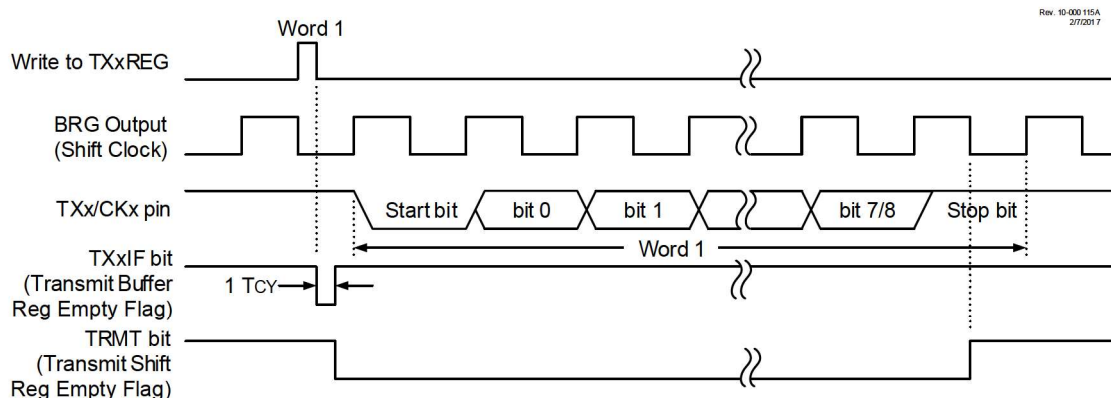 Rev. 10-000 115A
2/7/201 7
Word 1
Write to TXxREG
BRG Output
(Shift Clock)
TXx/CKx pin
Start bit
bit 0
bit 1
bit 7/8
Stop bit
Word 1
TXxIF bit
(Transmit Buffer
Reg Empty Flag)
1 TCY
TRMT bit
(Transmit Shift
Reg Empty Flag)